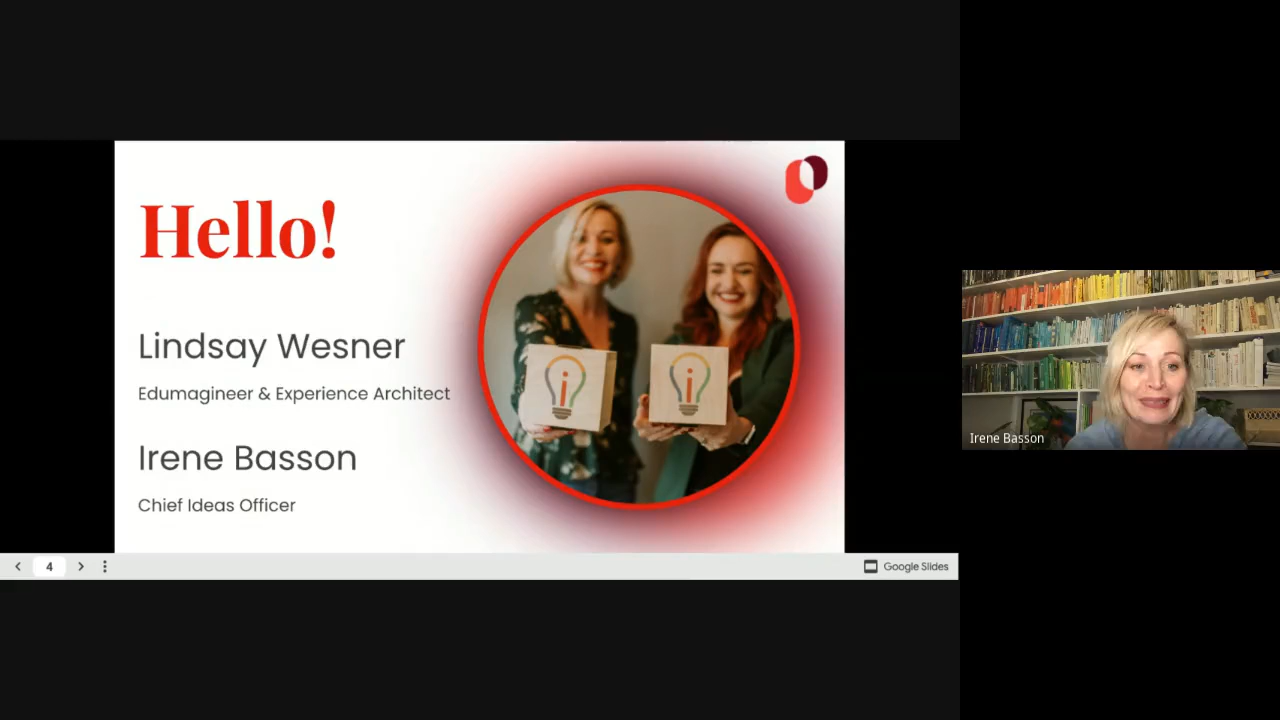 Hello!
Lindsay Wesner
Edumagineer & Experience Architect
Irene Basson
Chief Ideas Officer
i
i
4
Google Slides
Irene Basson